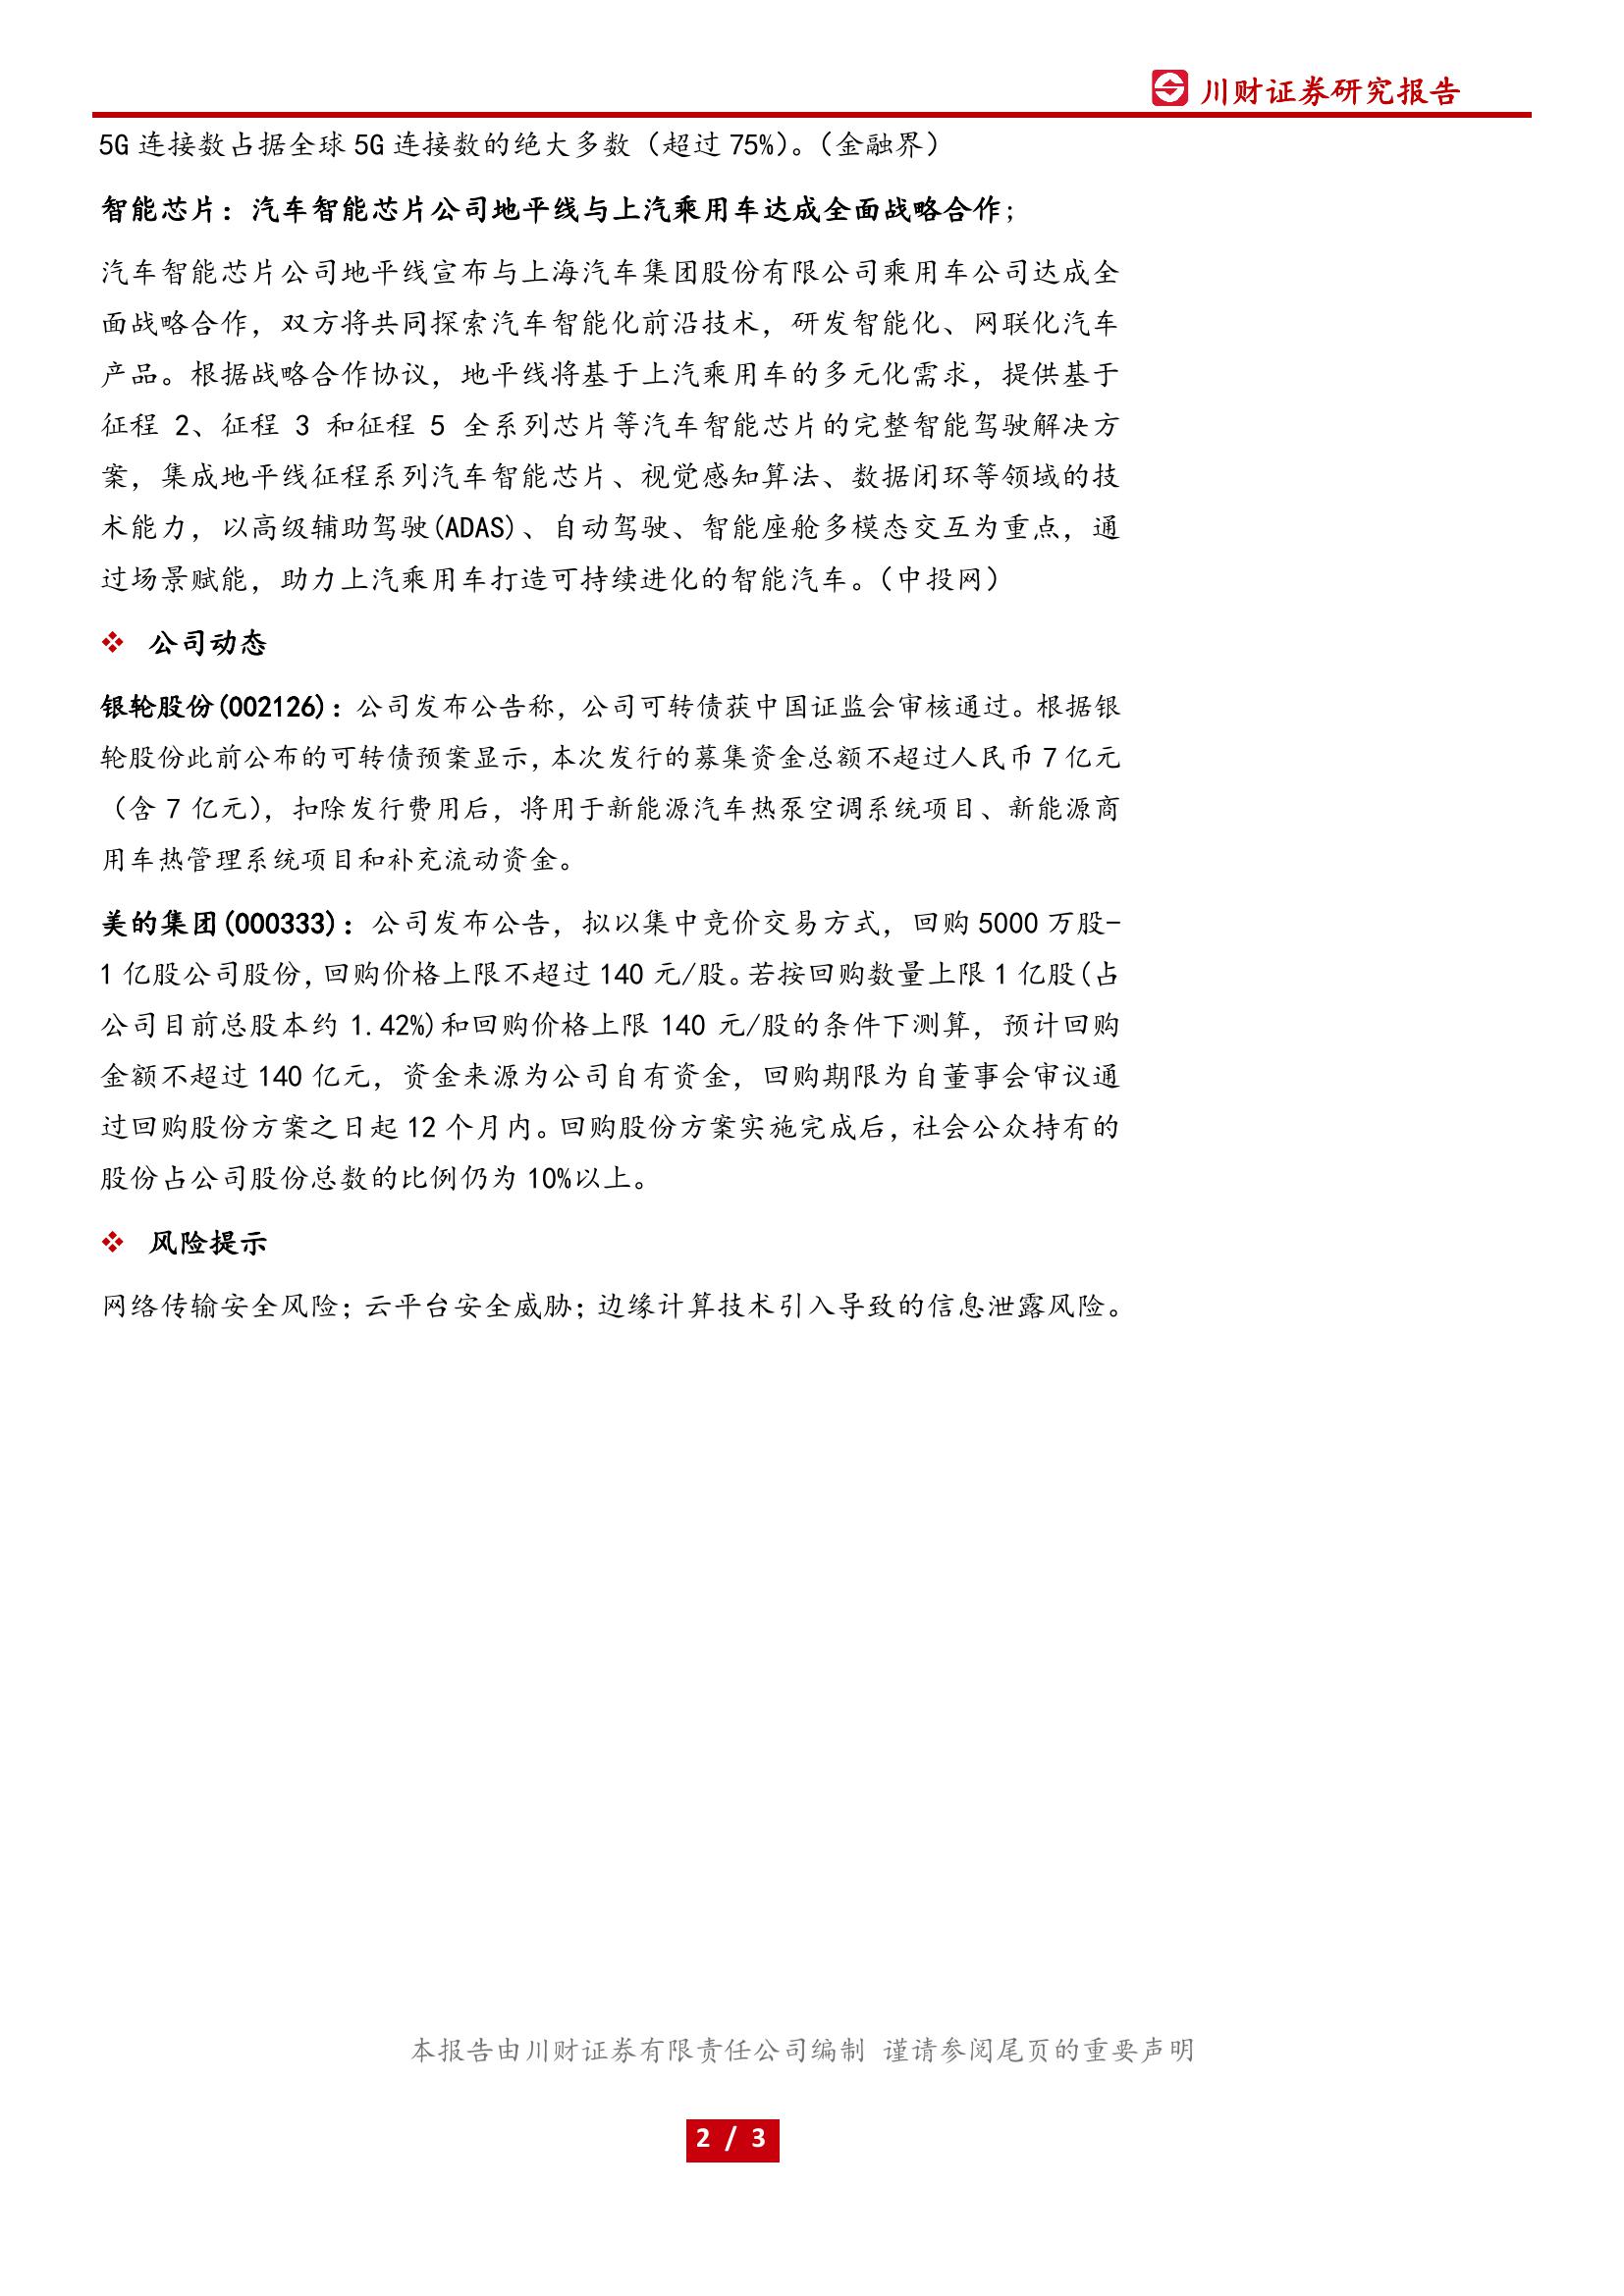 川财证券研究报告
5G 连接数占据全球 5G 连接数的绝大多数（超过 75%）。（金融界）
智能芯片：汽车智能芯片公司地平线与上汽乘用车达成全面战略合作；
汽车智能芯片公司地平线宣布与上海汽车集团股份有限公司乘用车公司达成全
面战略合作，双方将共同探索汽车智能化前沿技术，研发智能化、网联化汽车
产品。根据战略合作协议，地平线将基于上汽乘用车的多元化需求，提供基于
征程 2、征程 3 和征程 5 全系列芯片等汽车智能芯片的完整智能驾驶解决方
案，集成地平线征程系列汽车智能芯片、视觉感知算法、数据闭环等领域的技
术能力，以高级辅助驾驶(ADAS)、自动驾驶、智能座舱多模态交互为重点，通
过场景赋能，助力上汽乘用车打造可持续进化的智能汽车。（中投网）
❖ 公司动态
银轮股份(002126)：公司发布公告称，公司可转债获中国证监会审核通过。根据银
轮股份此前公布的可转债预案显示，本次发行的募集资金总额不超过人民币 7 亿元
（含 7 亿元），扣除发行费用后，将用于新能源汽车热泵空调系统项目、新能源商
用车热管理系统项目和补充流动资金。
美的集团(000333)：公司发布公告，拟以集中竞价交易方式，回购 5000 万股-
1 亿股公司股份，回购价格上限不超过 140 元/股。若按回购数量上限 1 亿股(占
公司目前总股本约 1.42%)和回购价格上限 140 元/股的条件下测算，预计回购
金额不超过 140 亿元，资金来源为公司自有资金，回购期限为自董事会审议通
过回购股份方案之日起 12 个月内。回购股份方案实施完成后，社会公众持有的
股份占公司股份总数的比例仍为 10%以上。
❖ 风险提示
网络传输安全风险；云平台安全威胁；边缘计算技术引入导致的信息泄露风险。
本报告由川财证券有限责任公司编制 谨请参阅尾页的重要声明
2 / 3